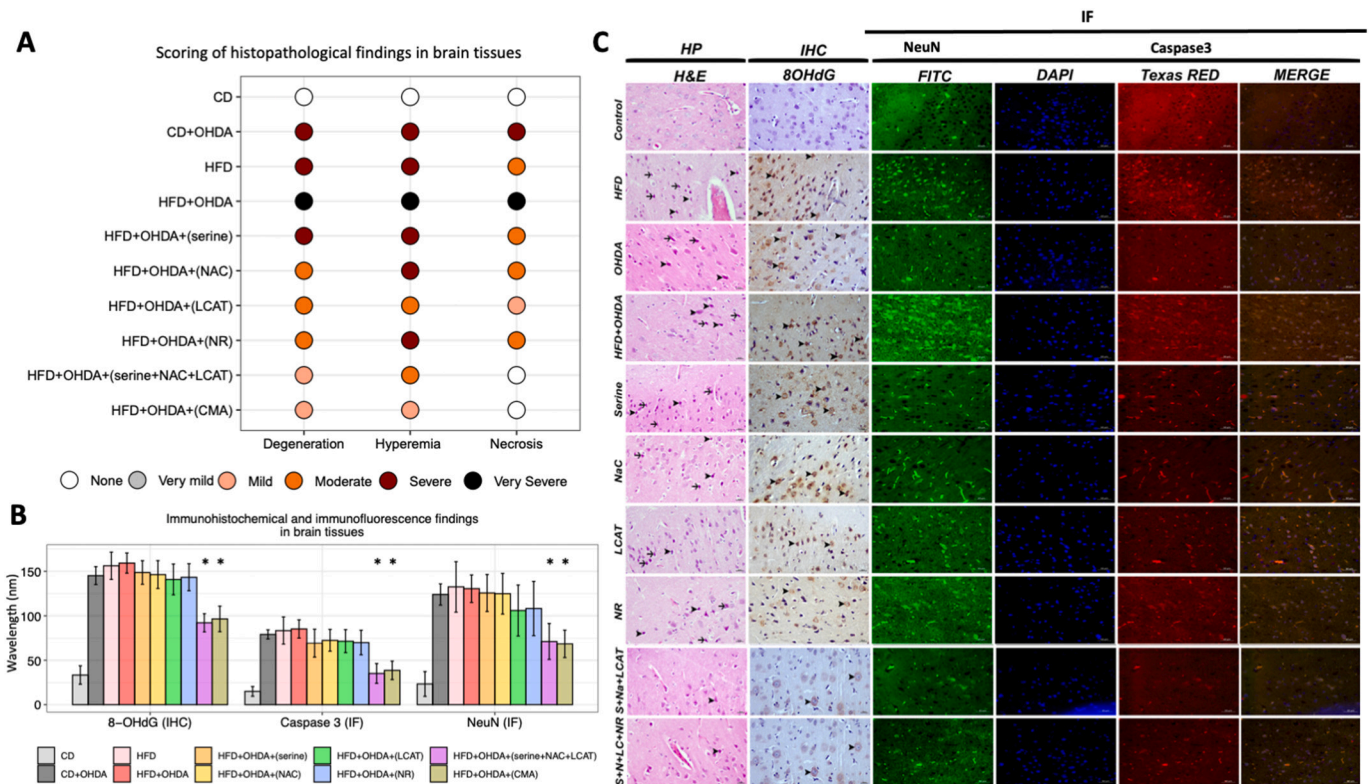 A
Scoring of histopathological findings in brain tissues
CD
CD+OHDA
HFD
HFD+OHDA
HFD+OHDA+(serine)
HFD+OHDA+(NAC)
HFD+OHDA+(LCAT)
HFD+OHDA+(NR)
HFD+OHDA+(serine+NAC+LCAT)
HFD+OHDA+(CMA)
Degeneration Hyperemia Necrosis
None Very mild Mild Moderate Severe Very Severe
B
Immunohistochemical and immunofluorescence findings
in brain tissues
Wavelength (nm)
150
100
50
0
* * * * * *
8–OHdG (IHC) Caspase 3 (IF) NeuN (IF)
CD HFD HFD+OHDA+(serine) HFD+OHDA+(LCAT) HFD+OHDA+(serine+NAC+LCAT)
CD+OHDA HFD+OHDA HFD+OHDA+(NAC) HFD+OHDA+(NR) HFD+OHDA+(CMA)
C
IF
HP IHC NeuN Caspase3
H&E 8OHdG FITC DAPI Texas RED MERGE
Control
HFD
OHDA
HFD+OHDA
Serine
NaC
LCAT
NR
S+Na+LCAT
S+N+LC+NR